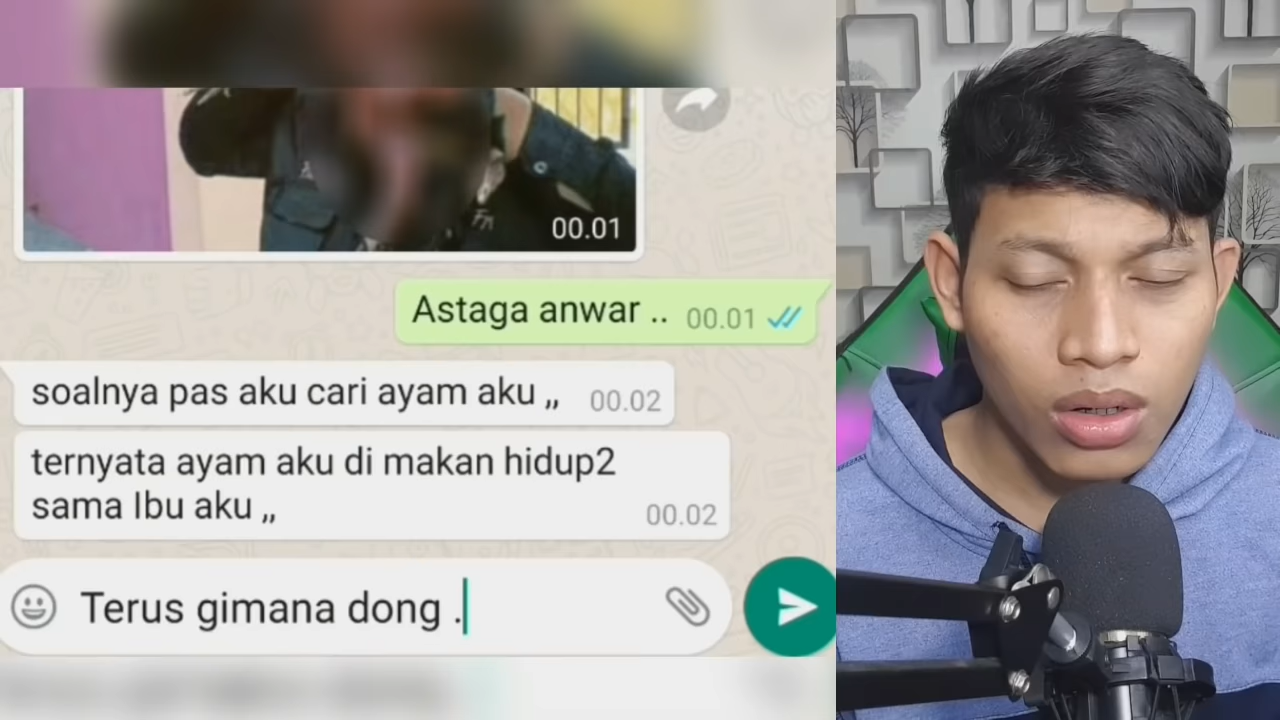 00.01
Astaga anwar .. 00.01
soalnya pas aku cari ayam aku ,, 00.02
ternyata ayam aku di makan hidup2
sama Ibu aku ,, 00.02
Terus gimana dong .